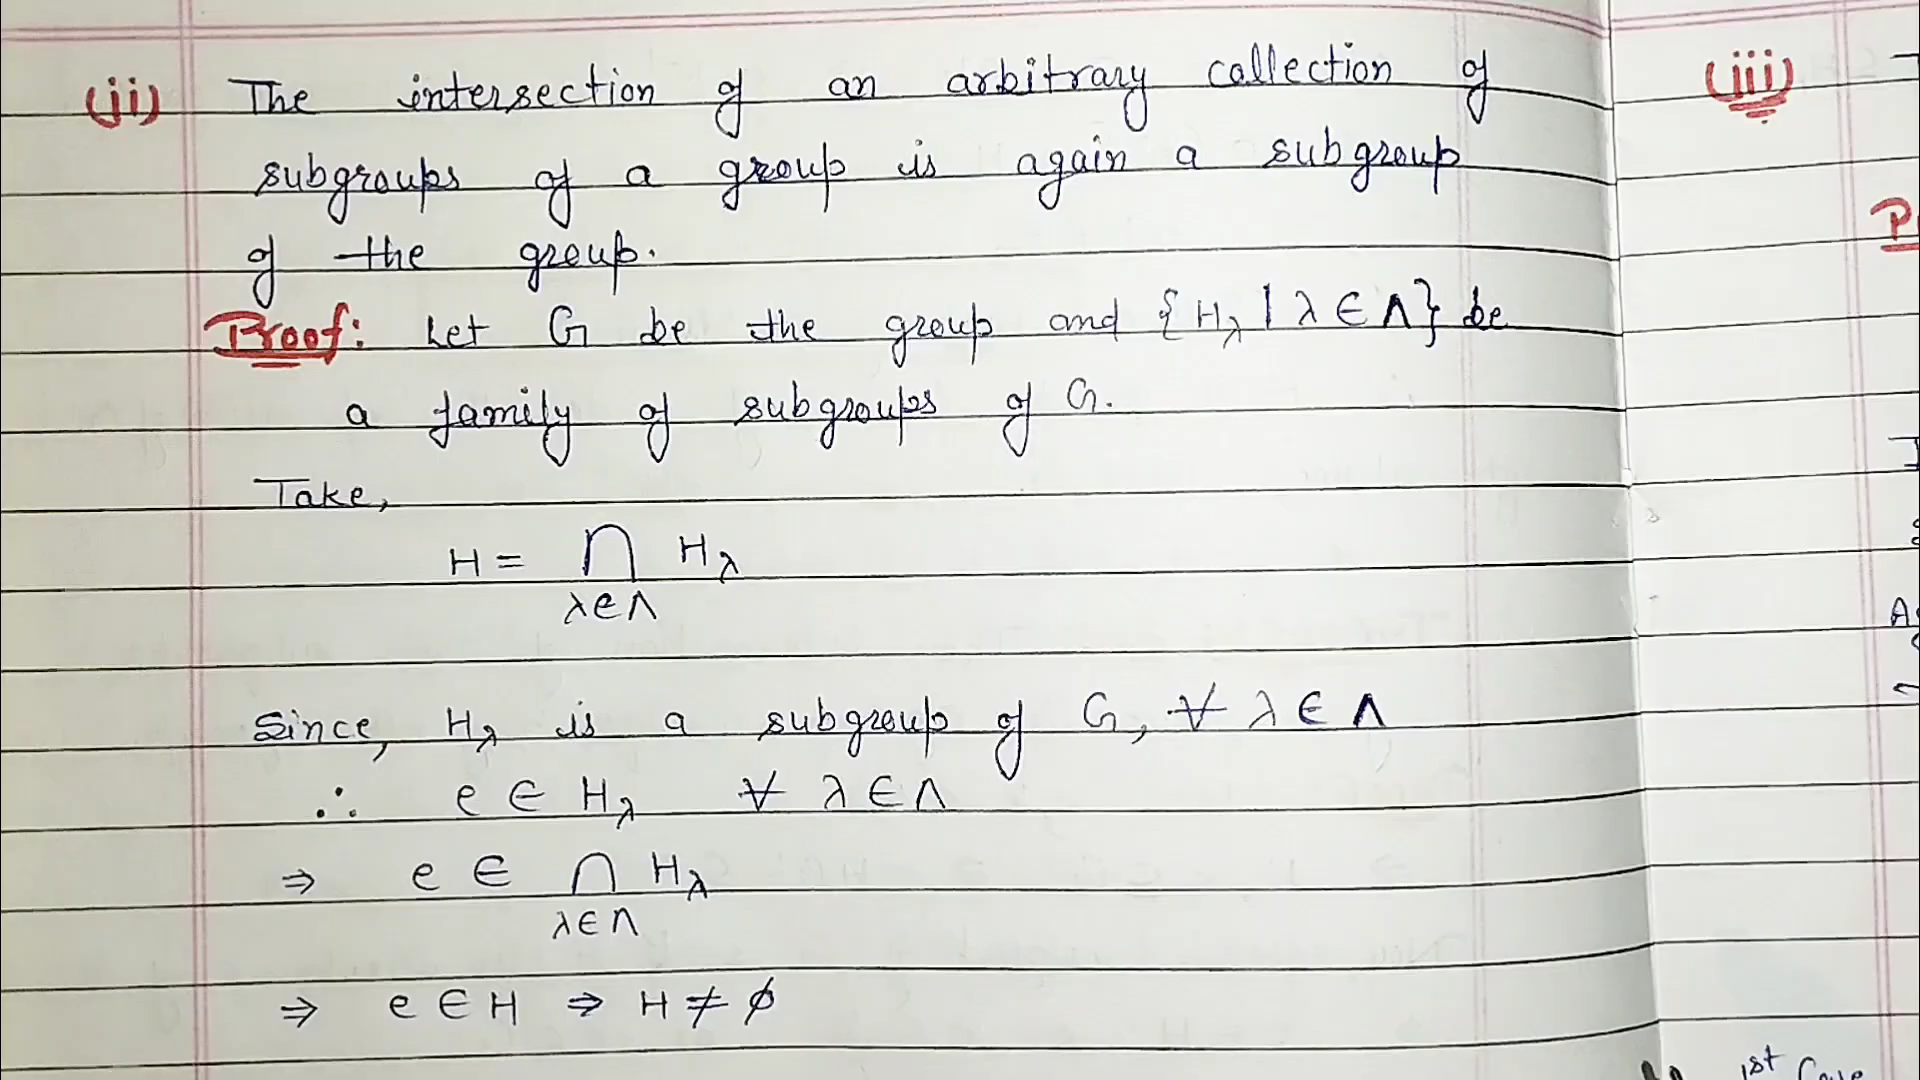 (ii) The intersection of an arbitrary collection of
subgroups of a group is again a subgroup
of the group.
Proof: Let G be the group and {Hλ | λ ∈ Λ} be
a family of subgroups of G.
Take,
H = ⋂ Hλ
λ∈Λ
Since, Hλ is a subgroup of G, ∀ λ ∈ Λ
∴ e ∈ Hλ ∀ λ ∈ Λ
⇒ e ∈ ⋂ Hλ
λ∈Λ
⇒ e ∈ H ⇒ H ≠ ϕ
(iii)
1st Case